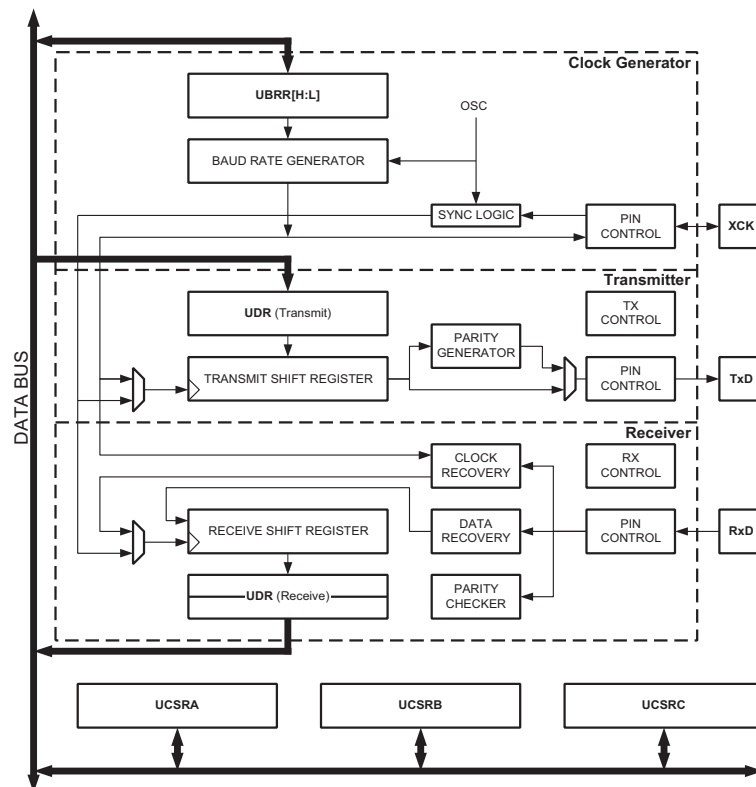 Clock Generator
UBRR[H:L]
OSC
BAUD RATE GENERATOR
SYNC LOGIC
PIN
CONTROL
XCK
Transmitter
UDR (Transmit)
TX
CONTROL
PARITY
GENERATOR
TRANSMIT SHIFT REGISTER
PIN
CONTROL
TxD
DATA BUS
Receiver
CLOCK
RECOVERY
RX
CONTROL
RECEIVE SHIFT REGISTER
DATA
RECOVERY
PIN
CONTROL
RxD
UDR (Receive)
PARITY
CHECKER
UCSRA
UCSRB
UCSRC